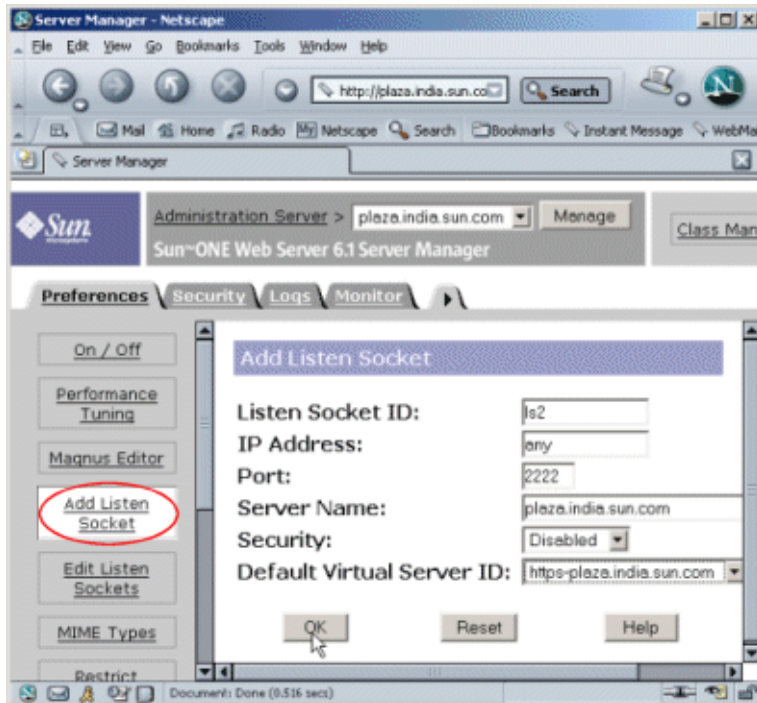 Server Manager - Netscape
File Edit View Go Bookmarks Tools Window Help
http://plaza.india.sun.co
Search
Mail Home Radio My Netscape Search Bookmarks Instant Message WebMa
Server Manager
Sun
microsystems
Administration Server > plaza.india.sun.com Manage
Class Man
Sun ONE Web Server 6.1 Server Manager
Preferences Security Logs Monitor
On / Off
Performance
Tuning
Magnus Editor
Add Listen
Socket
Edit Listen
Sockets
MIME Types
Restrict
Add Listen Socket
Listen Socket ID: ls2
IP Address: any
Port: 2222
Server Name: plaza.india.sun.com
Security: Disabled
Default Virtual Server ID: https-plaza.india.sun.com
OK Reset Help
Document: Done (0.516 secs)